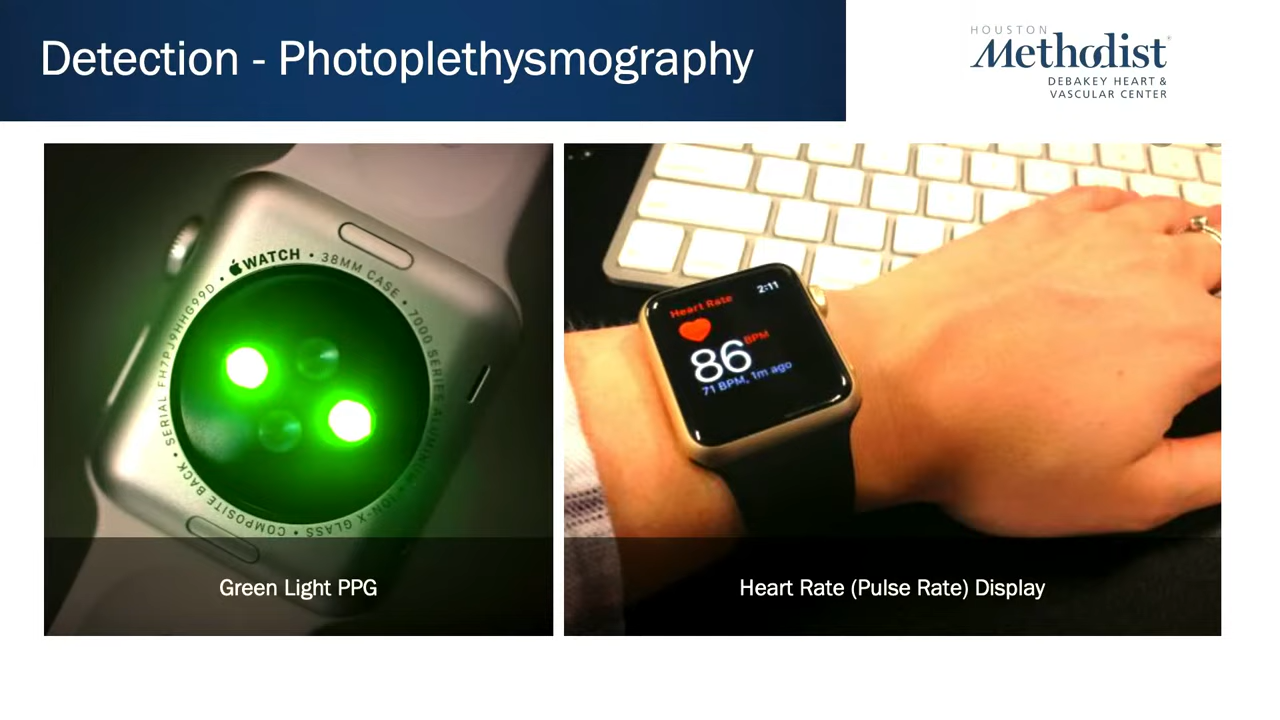 Detection - Photoplethysmography
HOUSTON
Methodist
DEBAKEY HEART &
VASCULAR CENTER
WATCH • 38MM CASE • 7000 SERIES ALUMINUM • ION-X GLASS • COMPOSITE BACK • SERIAL FH7PJ9HHG99D •
Green Light PPG
2:11
Heart Rate
86 BPM
71 BPM, 1m ago
Heart Rate (Pulse Rate) Display